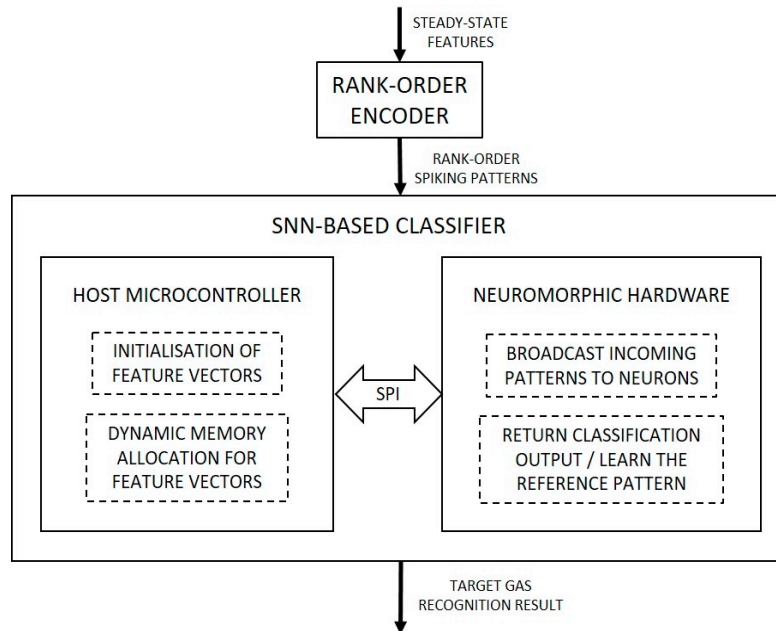 STEADY-STATE
FEATURES
RANK-ORDER
ENCODER
RANK-ORDER
SPIKING PATTERNS
SNN-BASED CLASSIFIER
HOST MICROCONTROLLER
INITIALISATION OF
FEATURE VECTORS
DYNAMIC MEMORY
ALLOCATION FOR
FEATURE VECTORS
SPI
NEUROMORPHIC HARDWARE
BROADCAST INCOMING
PATTERNS TO NEURONS
RETURN CLASSIFICATION
OUTPUT / LEARN THE
REFERENCE PATTERN
TARGET GAS
RECOGNITION RESULT